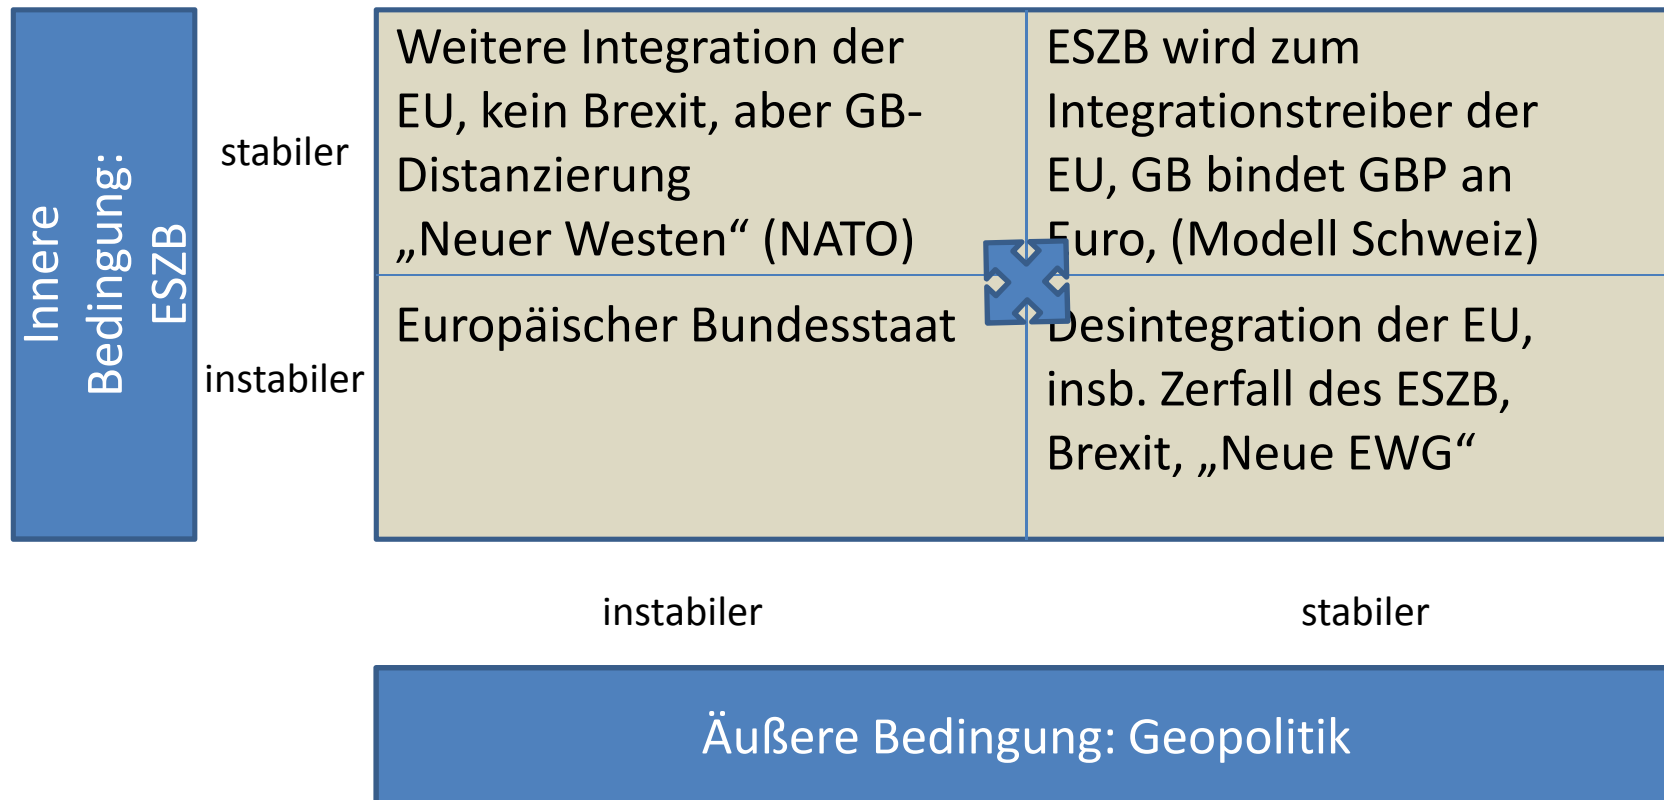 Innere
Bedingung:
ESZB
stabiler
instabiler
Weitere Integration der
EU, kein Brexit, aber GB-
Distanzierung
„Neuer Westen“ (NATO)
ESZB wird zum
Integrationstreiber der
EU, GB bindet GBP an
Euro, (Modell Schweiz)
Europäischer Bundesstaat
Desintegration der EU,
insb. Zerfall des ESZB,
Brexit, „Neue EWG“
instabiler
stabiler
Äußere Bedingung: Geopolitik